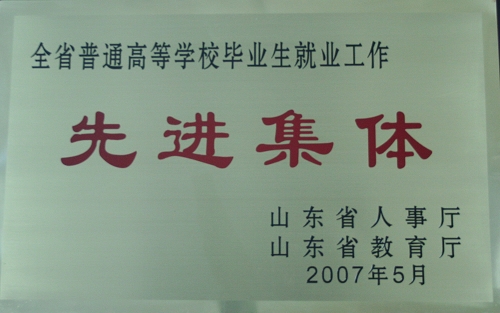 全省普通高等学校毕业生就业工作
先进集体
山东省人事厅
山东省教育厅
2007年5月